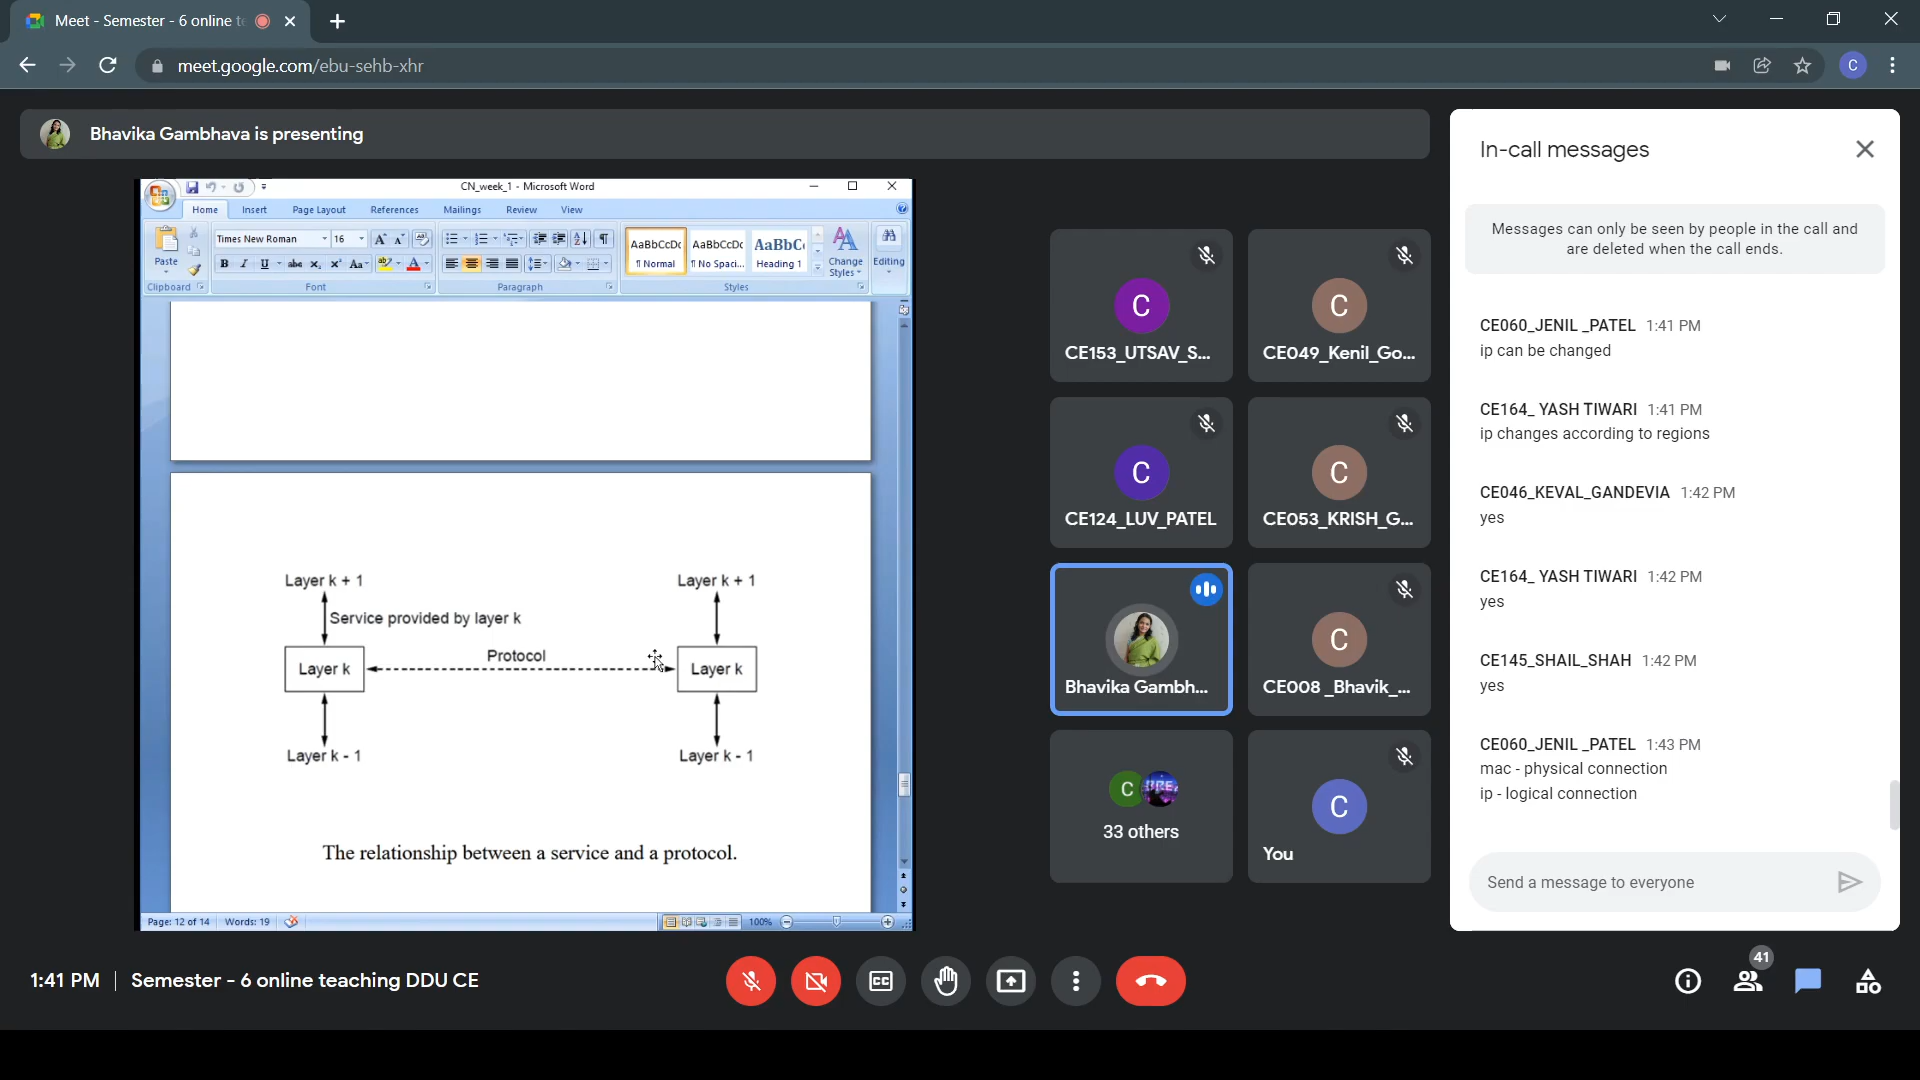 Meet - Semester - 6 online te
meet.google.com/ebu-sehb-xhr
C
Bhavika Gambhava is presenting
CN_week_1 - Microsoft Word
Home Insert Page Layout References Mailings Review View
Paste
Times New Roman 16
B I U abe X₂ X² Aa
AaBbCcDc AaBbCcDc AaBbC
¶ Normal ¶ No Spaci... Heading 1
Change Styles
Editing
Clipboard Font Paragraph Styles
Layer k + 1 Layer k + 1
Service provided by layer k
Protocol
Layer k Layer k
Layer k - 1 Layer k - 1
The relationship between a service and a protocol.
Page: 12 of 14 Words: 19 100%
C
CE153_UTSAV_S...
C
CE049_Kenil_Go...
C
CE124_LUV_PATEL
C
CE053_KRISH_G...
Bhavika Gambh...
C
CE008 _Bhavik_...
C
33 others
C
You
In-call messages
Messages can only be seen by people in the call and
are deleted when the call ends.
CE060_JENIL _PATEL 1:41 PM
ip can be changed
CE164_ YASH TIWARI 1:41 PM
ip changes according to regions
CE046_KEVAL_GANDEVIA 1:42 PM
yes
CE164_ YASH TIWARI 1:42 PM
yes
CE145_SHAIL_SHAH 1:42 PM
yes
CE060_JENIL _PATEL 1:43 PM
mac - physical connection
ip - logical connection
Send a message to everyone
1:41 PM | Semester - 6 online teaching DDU CE
CC
41